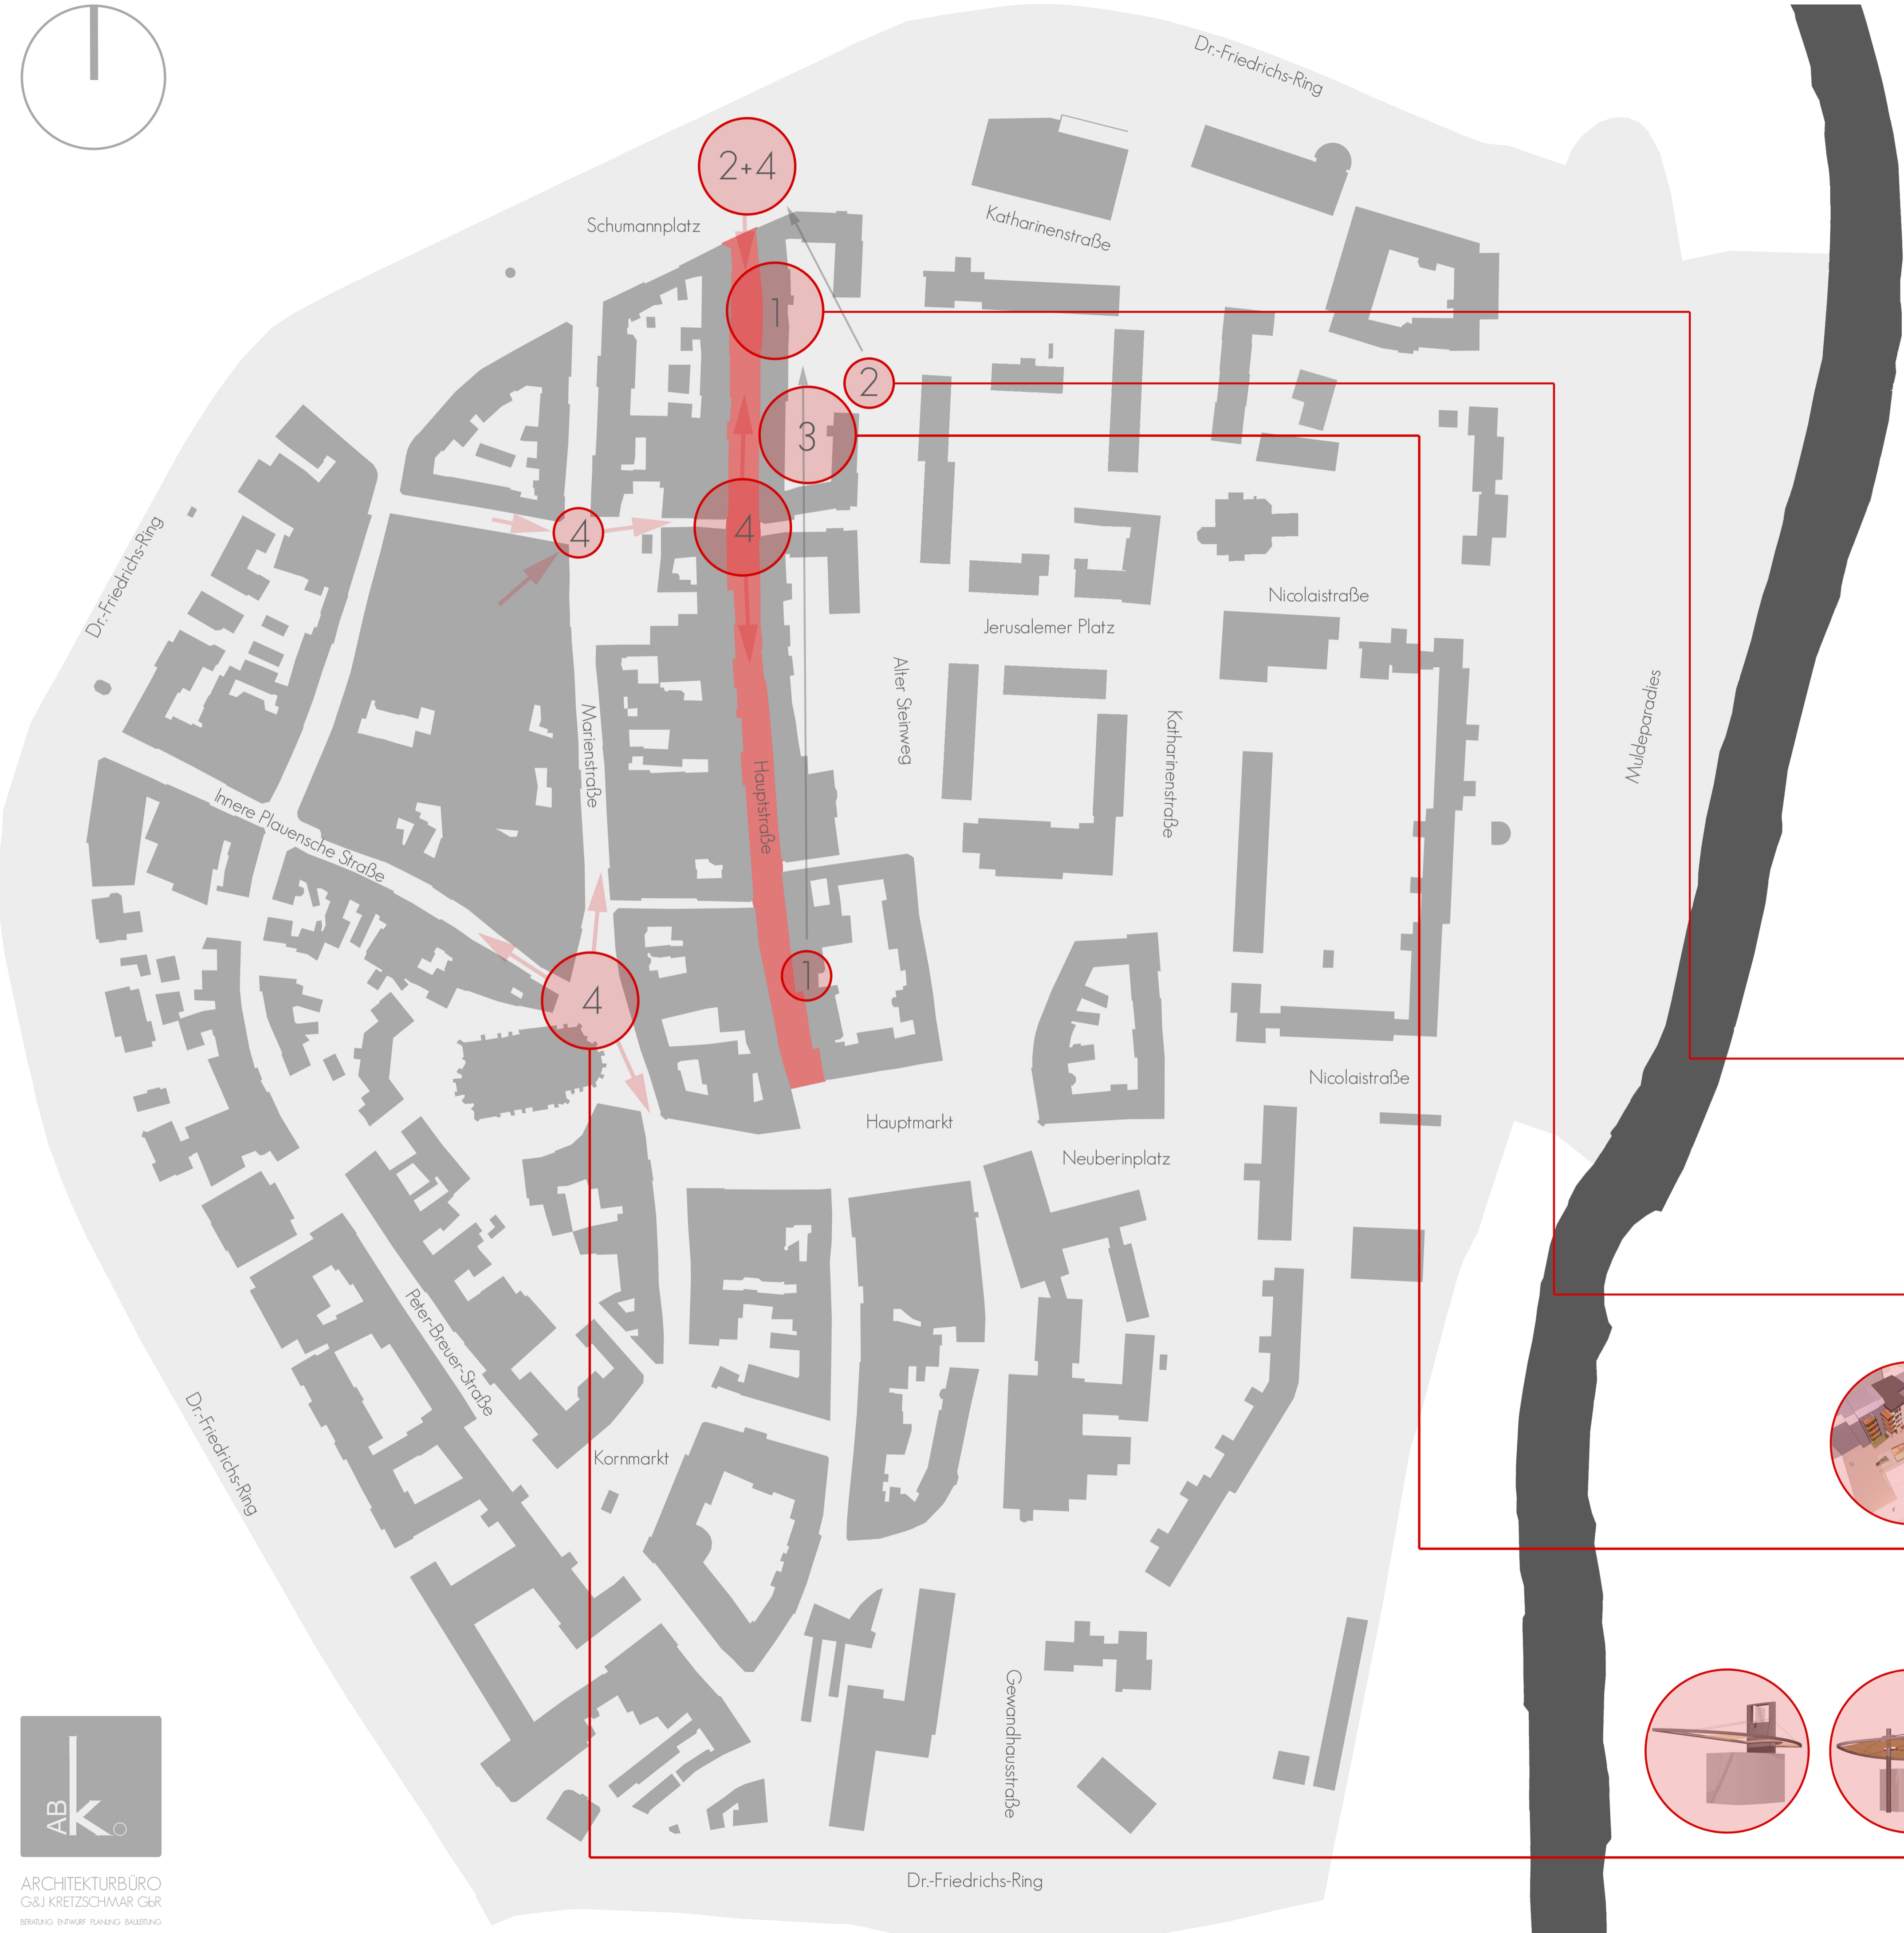 Dr.-Friedrichs-Ring
2+4
Schumannplatz
Katharinenstraße
1
2
3
4
4
Dr.-Friedrichs-Ring
Nicolaistraße
Jerusalemer Platz
Alter Steinweg
Muldeparadies
Marienstraße
Katharinenstraße
Hauptstraße
Innere Plauensche Straße
1
4
Nicolaistraße
Hauptmarkt
Neuberinplatz
Peter-Breuer-Straße
Dr.-Friedrichs-Ring
Kornmarkt
Gewandhausstraße
AB k.
ARCHITEKTURBÜRO
G&J KRETZSCHMAR GbR
BERATUNG ENTWURF PLANUNG BAULEITUNG
Dr.-Friedrichs-Ring